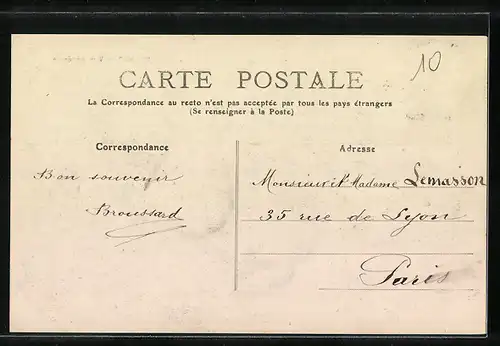 10
CARTE POSTALE
La Correspondance au recto n'est pas acceptée par tous les pays étrangers
(Se renseigner à la Poste)
Correspondance
Bon souvenir
Broussard
Adresse
Monsieur et Madame Lemasson
35 rue de Lyon
Paris